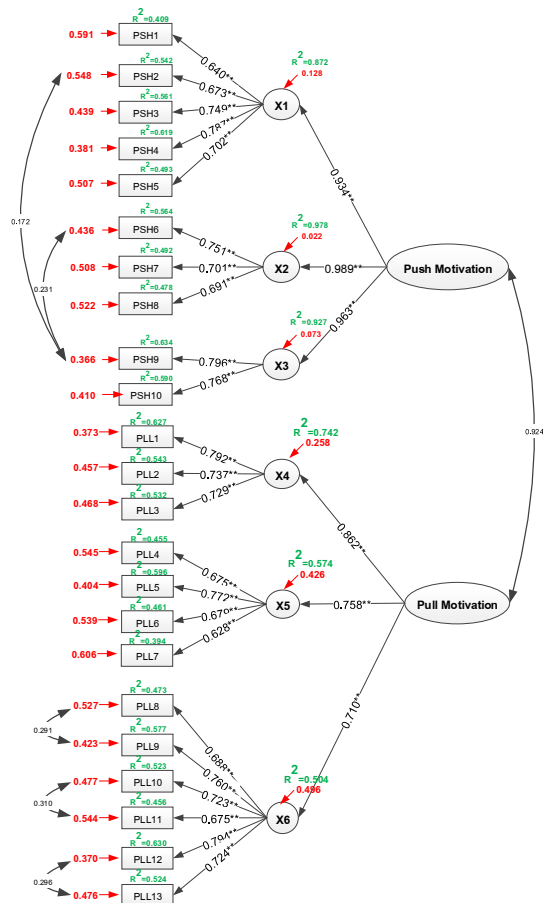 R²=0.409
0.591
PSH1
0.640**
R²=0.542
0.548
PSH2
0.673**
R²=0.872
0.128
X1
R²=0.561
0.439
PSH3
0.749**
R²=0.619
0.381
PSH4
0.787**
R²=0.493
0.507
PSH5
0.702**
0.934**
0.172
R²=0.564
0.436
PSH6
0.751**
R²=0.978
0.022
R²=0.492
0.508
PSH7
0.701**
X2
0.989**
Push Motivation
R²=0.478
0.522
PSH8
0.691**
0.231
0.963**
R²=0.927
0.073
R²=0.634
0.366
PSH9
0.796**
X3
R²=0.590
0.410
PSH10
0.768**
R²=0.627
0.373
PLL1
0.792**
R²=0.742
0.258
0.924
R²=0.543
0.457
PLL2
0.737**
X4
R²=0.532
0.468
PLL3
0.729**
0.862**
R²=0.455
0.545
PLL4
0.675**
R²=0.574
0.426
R²=0.596
0.404
PLL5
0.772**
X5
0.758**
Pull Motivation
R²=0.461
0.539
PLL6
0.679**
R²=0.394
0.606
PLL7
0.628**
0.710**
R²=0.473
0.527
PLL8
0.688**
0.291
R²=0.577
0.423
PLL9
0.760**
R²=0.523
0.477
PLL10
0.723**
R²=0.504
0.496
0.310
R²=0.456
0.544
PLL11
0.675**
X6
R²=0.630
0.370
PLL12
0.794**
0.296
R²=0.524
0.476
PLL13
0.724**